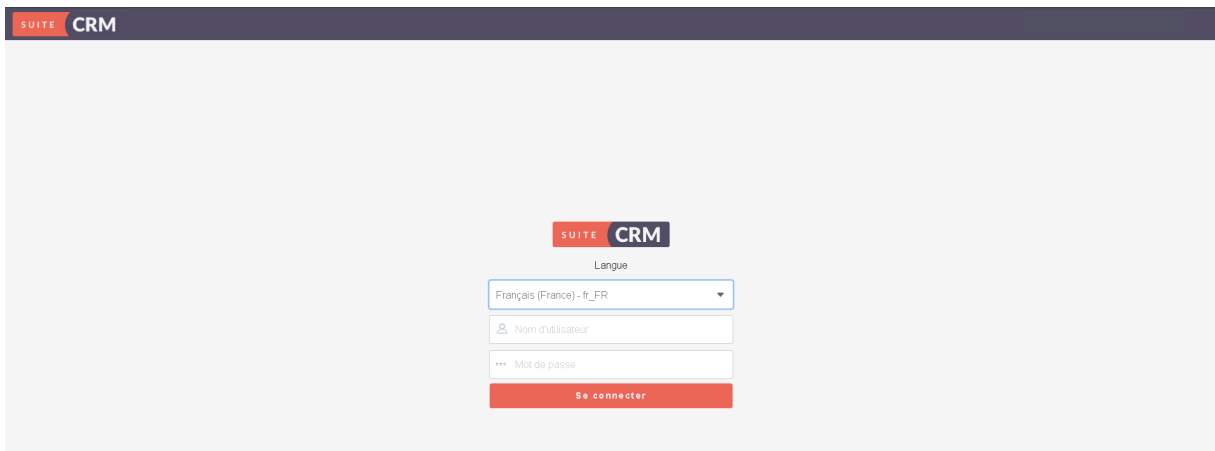 SUITE CRM
SUITE CRM
Langue
Français (France) - fr_FR
Nom d'utilisateur
Mot de passe
Se connecter